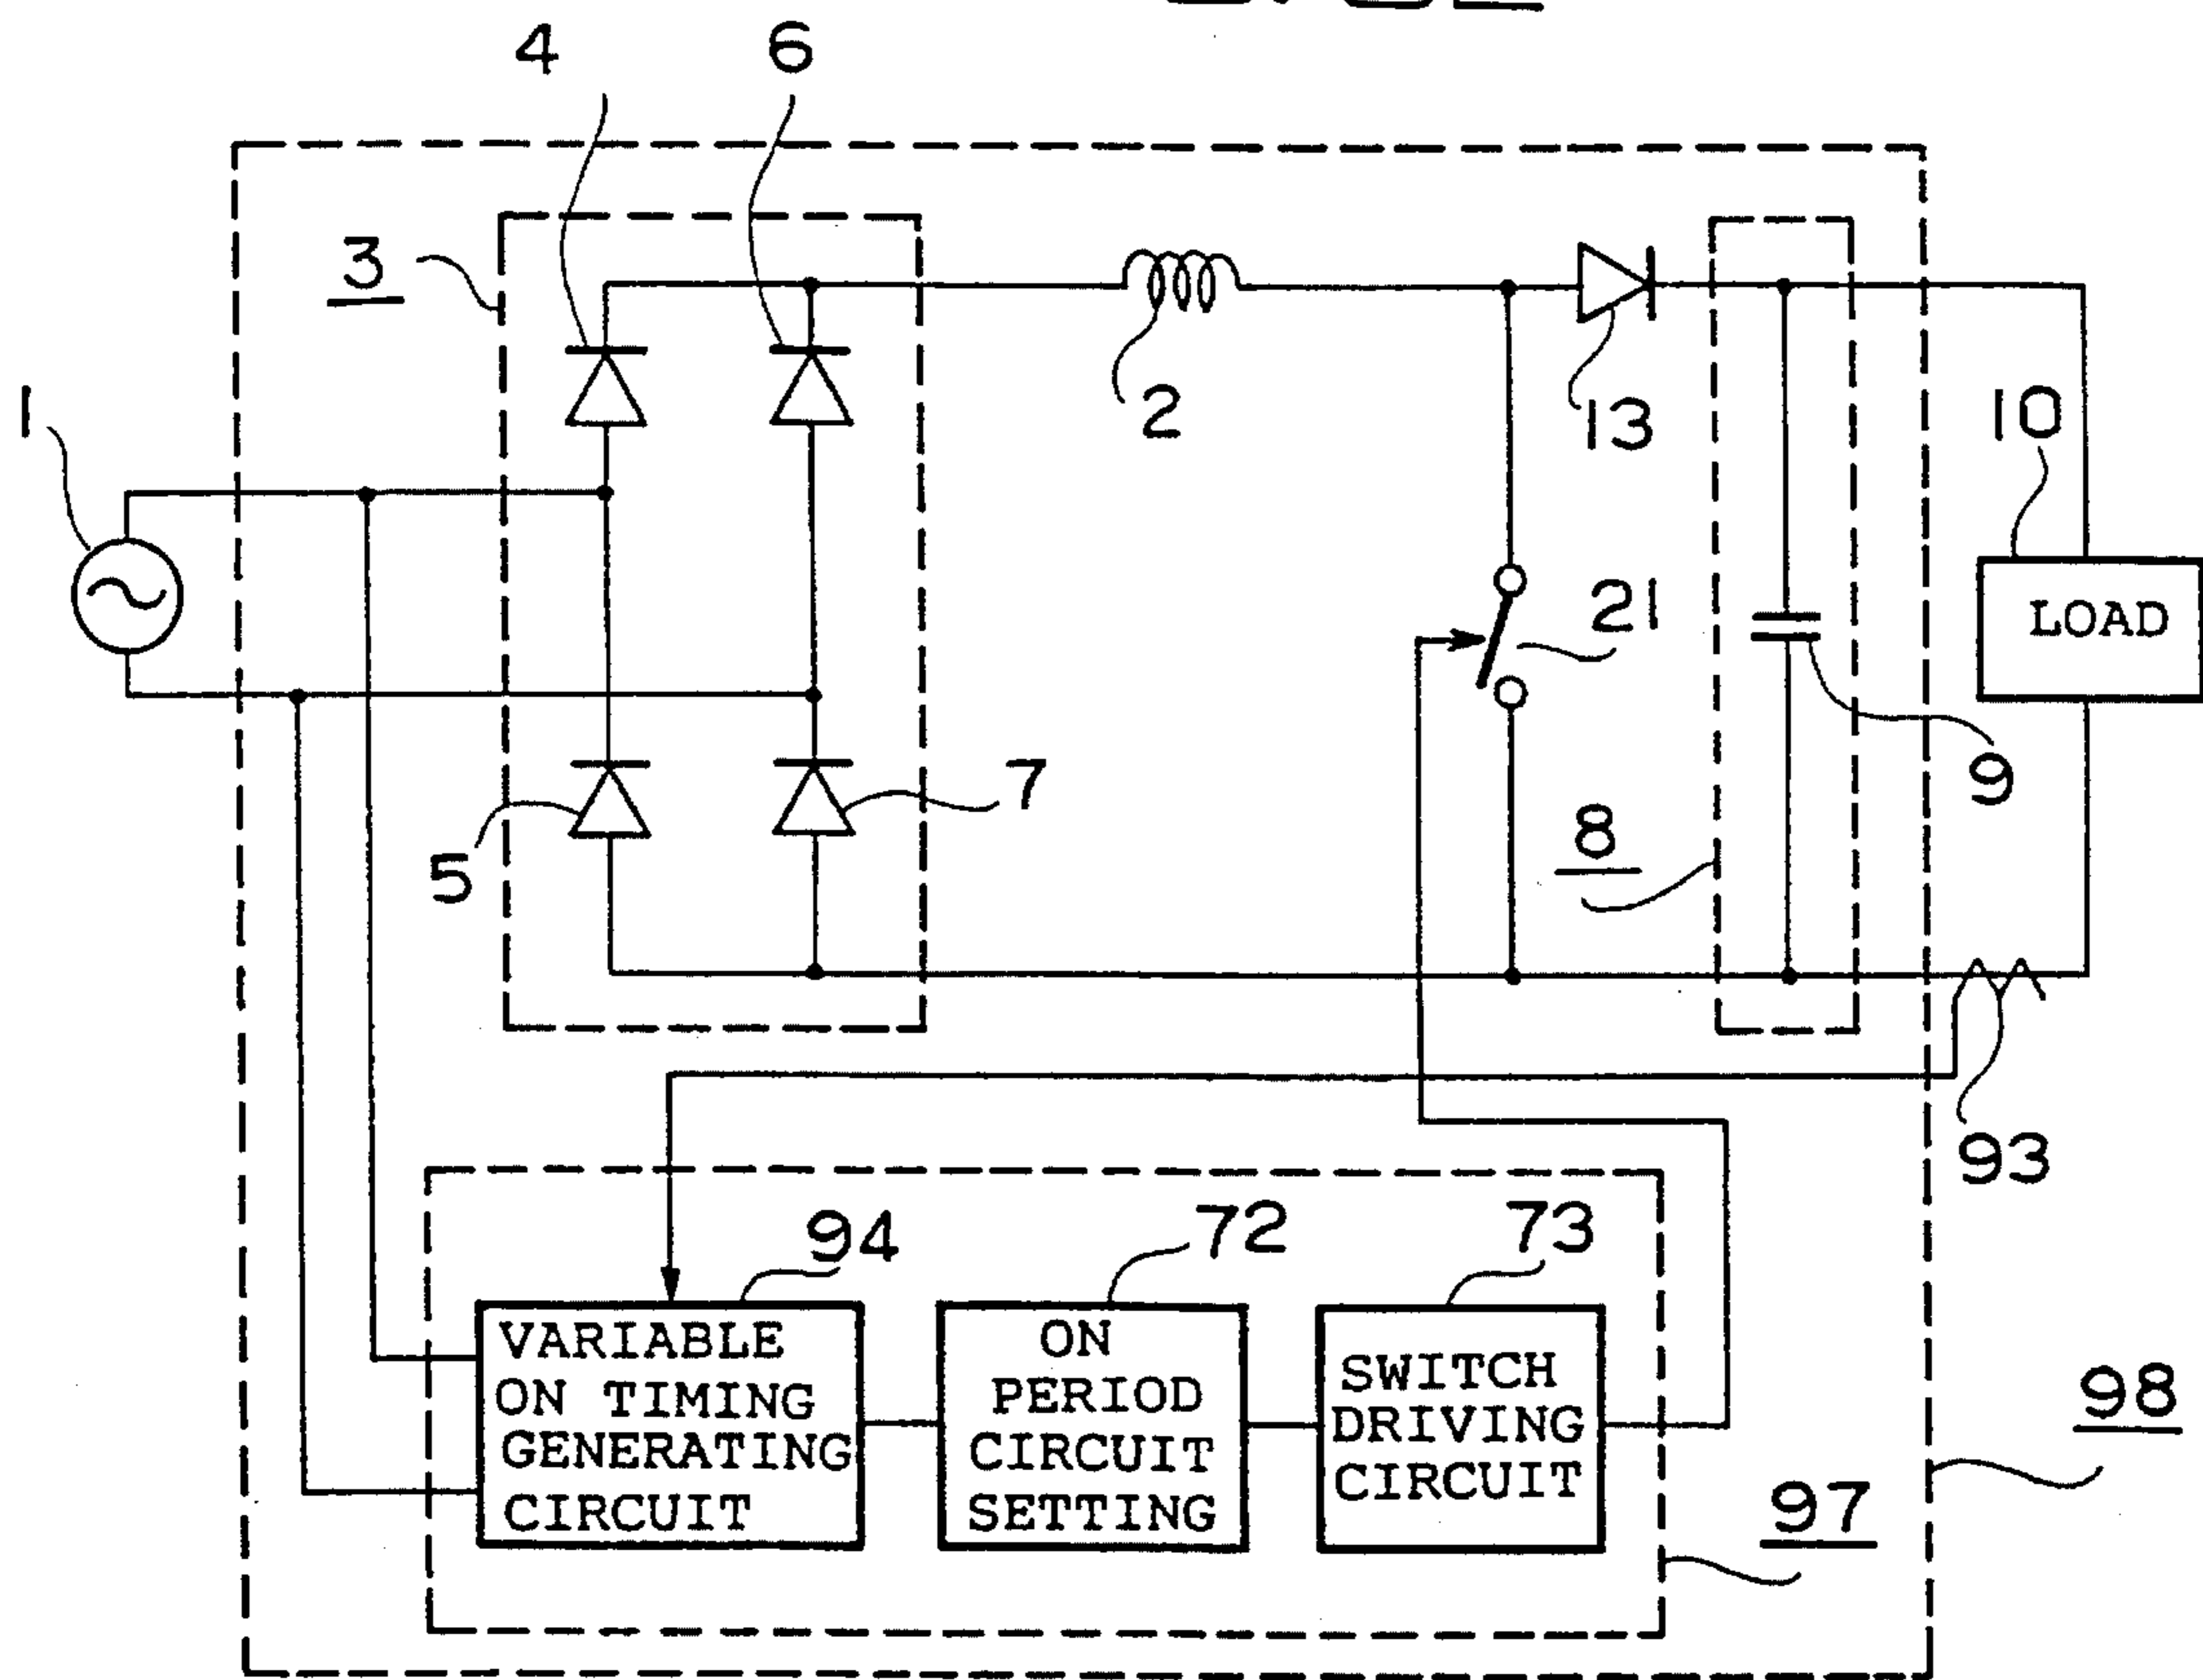 4 6
3
1
2
13
10
21
LOAD
9
7
5
8
93
94 72 73
VARIABLE
ON TIMING
GENERATING
CIRCUIT
ON
PERIOD
CIRCUIT
SETTING
SWITCH
DRIVING
CIRCUIT
98
97